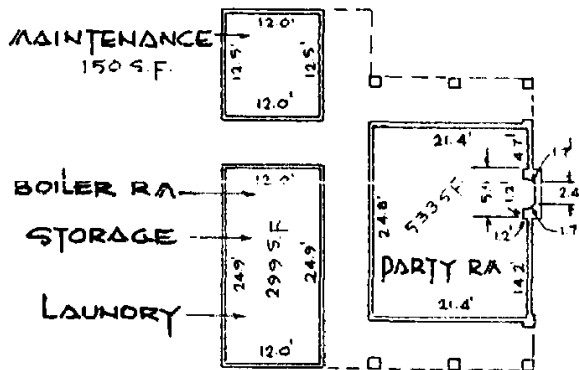 MAINTENANCE
150 S.F.
12.0'
12.5'
12.5'
12.0'
BOILER RM
STORAGE
LAUNDRY
12.0'
24.9'
299 S.F.
24.9'
12.0'
21.4'
4.7'
1.7'
2.4
1.2'
1.2'
1.7
24.8'
533 S.F.
PARTY RM
14.2'
21.4'